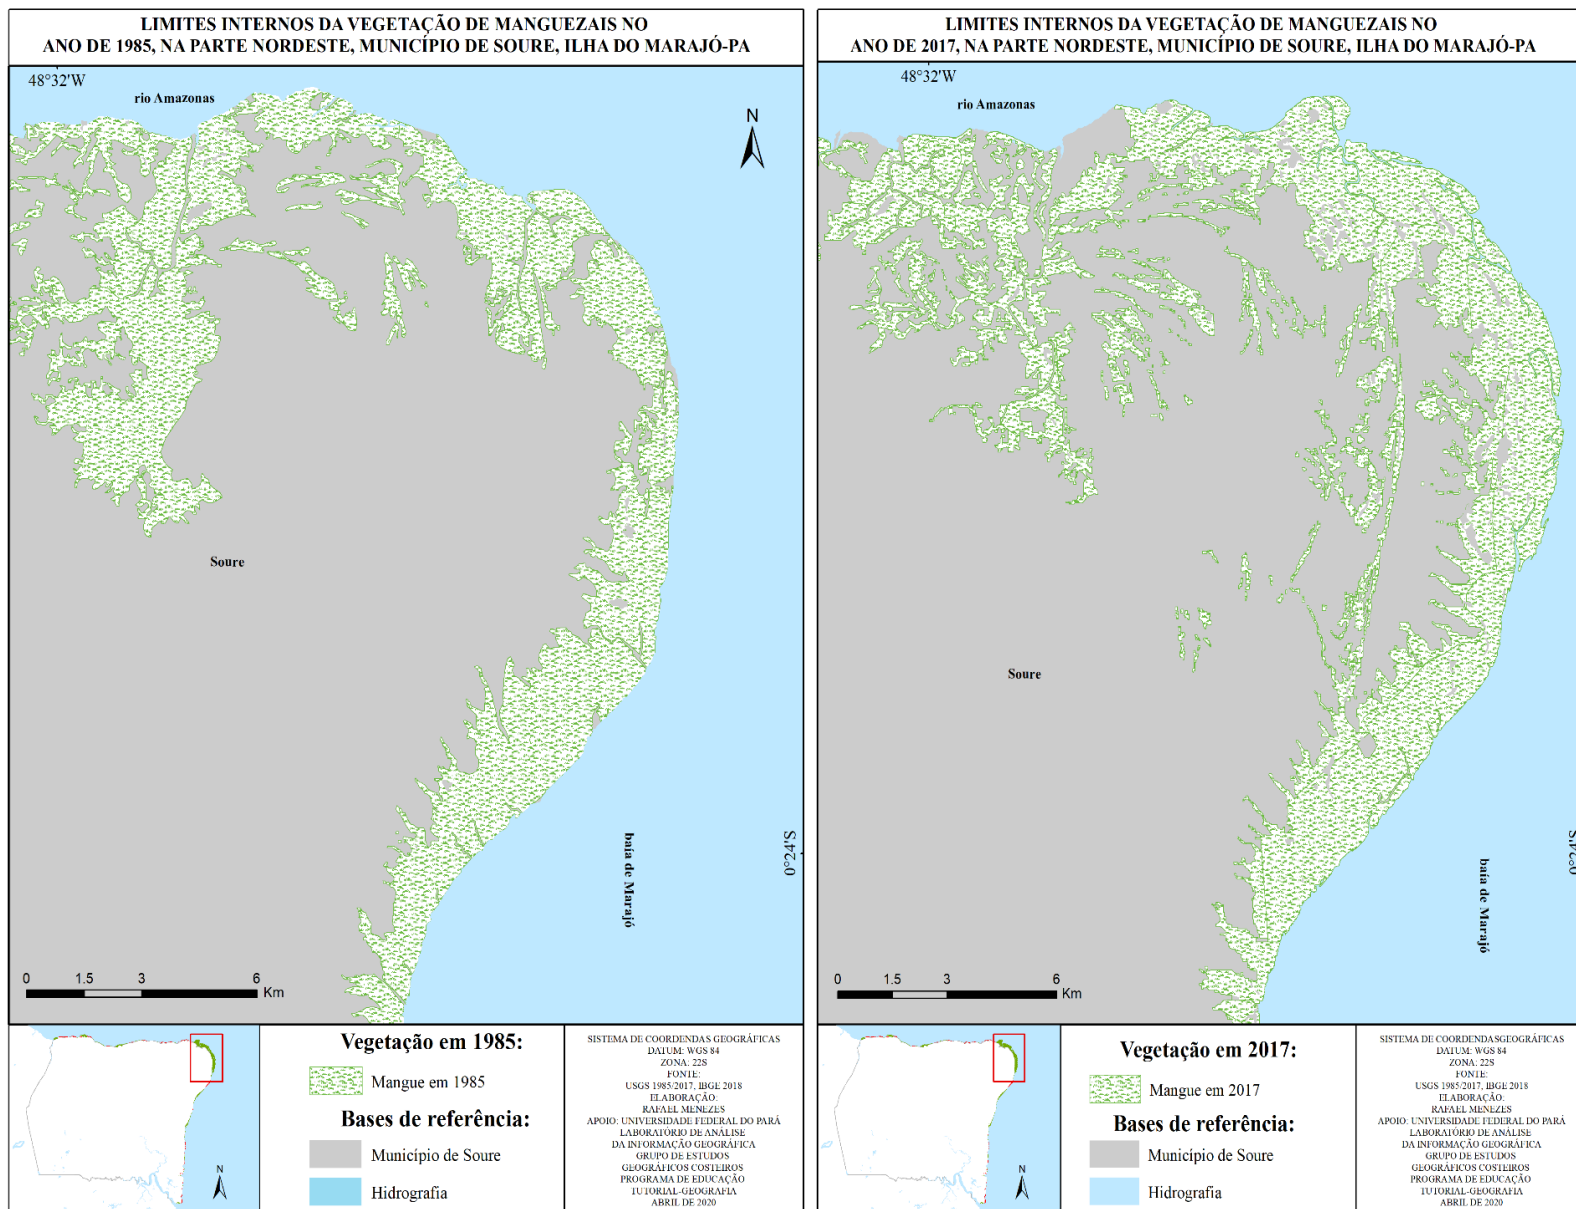 LIMITES INTERNOS DA VEGETAÇÃO DE MANGUEZAIS NO
ANO DE 1985, NA PARTE NORDESTE, MUNICÍPIO DE SOURE, ILHA DO MARAJÓ-PA
48°32'W
rio Amazonas
N
Soure
baía de Marajó
0°24'S
0 1.5 3 6
Km
Vegetação em 1985:
Mangue em 1985
Bases de referência:
Município de Soure
Hidrografia
N
SISTEMA DE COORDENDAS GEOGRÁFICAS
DATUM: WGS 84
ZONA: 22S
FONTE:
USGS 1985/2017, IBGE 2018
ELABORAÇÃO:
RAFAEL MENEZES
APOIO: UNIVERSIDADE FEDERAL DO PARÁ
LABORATÓRIO DE ANÁLISE
DA INFORMAÇÃO GEOGRÁFICA
GRUPO DE ESTUDOS
GEOGRÁFICOS COSTEIROS
PROGRAMA DE EDUCAÇÃO
TUTORIAL-GEOGRAFIA
ABRIL DE 2020
LIMITES INTERNOS DA VEGETAÇÃO DE MANGUEZAIS NO
ANO DE 2017, NA PARTE NORDESTE, MUNICÍPIO DE SOURE, ILHA DO MARAJÓ-PA
48°32'W
rio Amazonas
Soure
baía de Marajó
0°24'S
0 1.5 3 6
Km
Vegetação em 2017:
Mangue em 2017
Bases de referência:
Município de Soure
Hidrografia
N
SISTEMA DE COORDENDASGEOGRÁFICAS
DATUM: WGS 84
ZONA: 22S
FONTE:
USGS 1985/2017, IBGE 2018
ELABORAÇÃO:
RAFAEL MENEZES
APOIO: UNIVERSIDADE FEDERAL DO PARÁ
LABORATÓRIO DE ANÁLISE
DA INFORMAÇÃO GEOGRÁFICA
GRUPO DE ESTUDOS
GEOGRÁFICOS COSTEIROS
PROGRAMA DE EDUCAÇÃO
TUTORIAL-GEOGRAFIA
ABRIL DE 2020